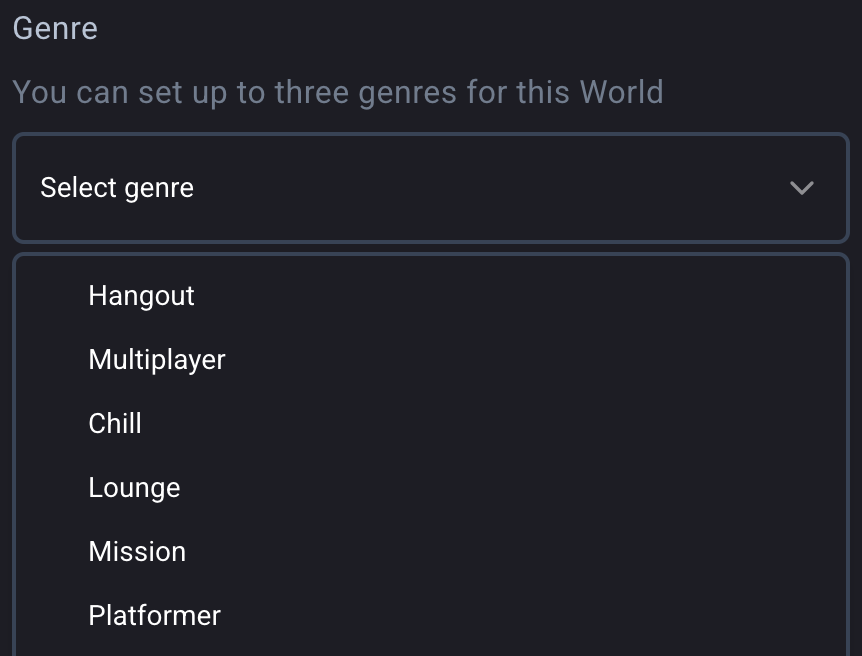 Genre
You can set up to three genres for this World
Select genre
Hangout
Multiplayer
Chill
Lounge
Mission
Platformer